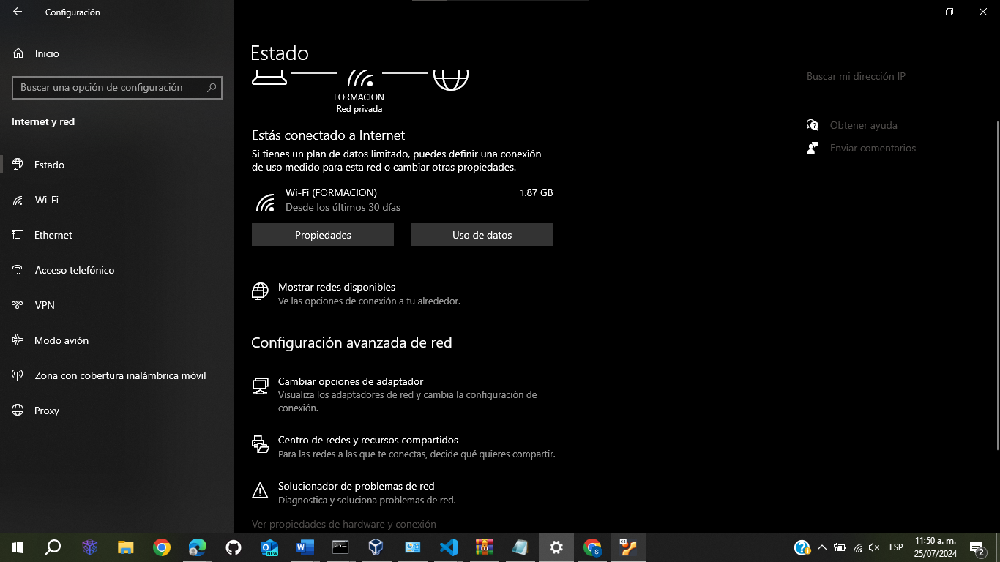 Configuración
Inicio
Buscar una opción de configuración
Internet y red
Estado
Wi-Fi
Ethernet
Acceso telefónico
VPN
Modo avión
Zona con cobertura inalámbrica móvil
Proxy
Estado
FORMACION
Red privada
Estás conectado a Internet
Si tienes un plan de datos limitado, puedes definir una conexión
de uso medido para esta red o cambiar otras propiedades.
Wi-Fi (FORMACION)
1.87 GB
Desde los últimos 30 días
Propiedades
Uso de datos
Mostrar redes disponibles
Ve las opciones de conexión a tu alrededor.
Configuración avanzada de red
Cambiar opciones de adaptador
Visualiza los adaptadores de red y cambia la configuración de
conexión.
Centro de redes y recursos compartidos
Para las redes a las que te conectas, decide qué quieres compartir.
Solucionador de problemas de red
Diagnostica y soluciona problemas de red.
Ver propiedades de hardware y conexión
Buscar mi dirección IP
Obtener ayuda
Enviar comentarios
NEW
S
64
ESP
11:50 a. m.
25/07/2024
2